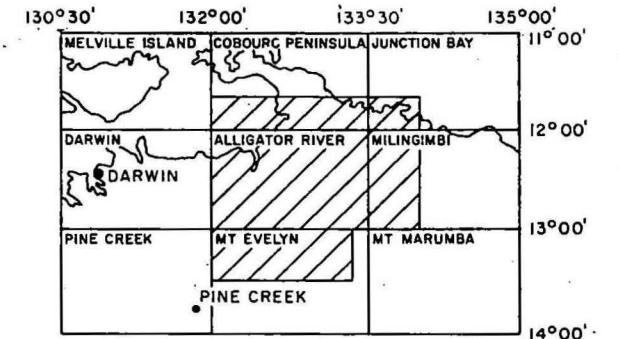 130°30' 132°00' 133°30' 135°00'
11°00'
MELVILLE ISLAND COBOURG PENINSULA JUNCTION BAY
12°00'
DARWIN ALLIGATOR RIVER MILINGIMBI
DARWIN
13°00'
PINE CREEK MT EVELYN MT MARUMBA
PINE CREEK
14°00'